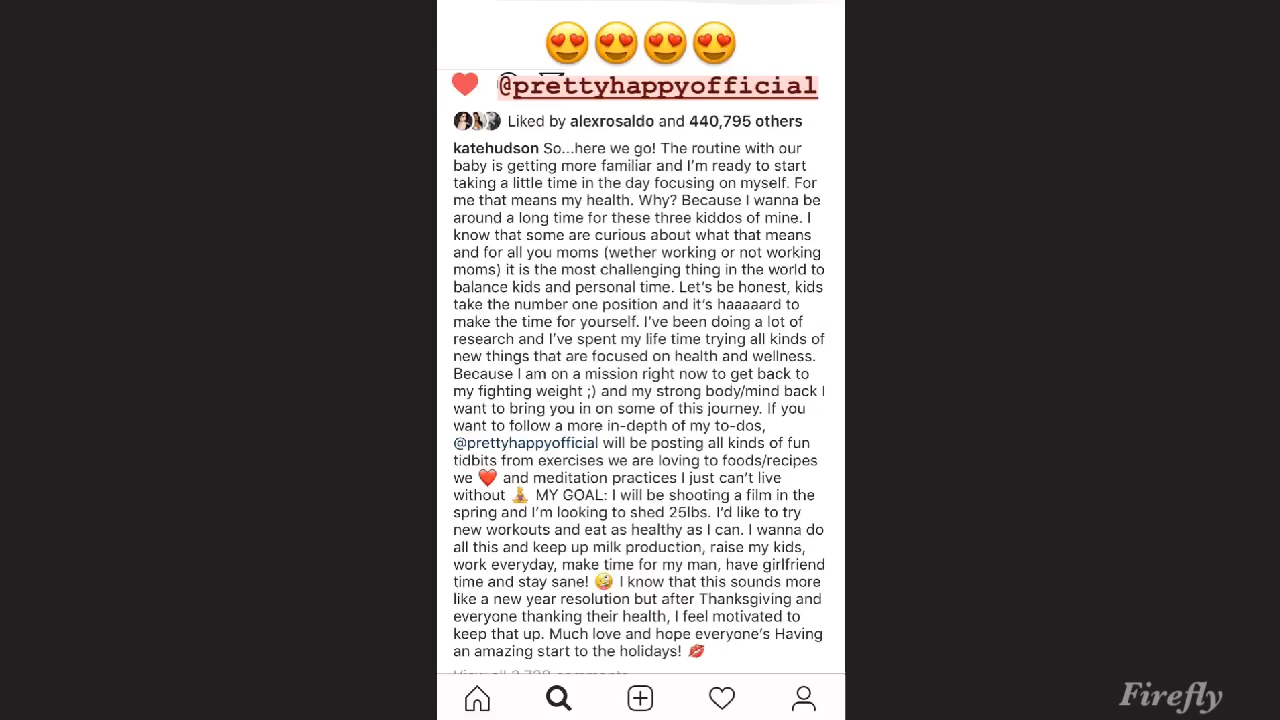 @prettyhappyofficial
Liked by alexrosaldo and 440,795 others
katehudson So...here we go! The routine with our
baby is getting more familiar and I'm ready to start
taking a little time in the day focusing on myself. For
me that means my health. Why? Because I wanna be
around a long time for these three kiddos of mine. I
know that some are curious about what that means
and for all you moms (wether working or not working
moms) it is the most challenging thing in the world to
balance kids and personal time. Let's be honest, kids
take the number one position and it's haaaaard to
make the time for yourself. I've been doing a lot of
research and I've spent my life time trying all kinds of
new things that are focused on health and wellness.
Because I am on a mission right now to get back to
my fighting weight ;) and my strong body/mind back I
want to bring you in on some of this journey. If you
want to follow a more in-depth of my to-dos,
@prettyhappyofficial will be posting all kinds of fun
tidbits from exercises we are loving to foods/recipes
we ❤️ and meditation practices I just can't live
without 🧘‍♀️ MY GOAL: I will be shooting a film in the
spring and I'm looking to shed 25lbs. I'd like to try
new workouts and eat as healthy as I can. I wanna do
all this and keep up milk production, raise my kids,
work everyday, make time for my man, have girlfriend
time and stay sane! 🤪 I know that this sounds more
like a new year resolution but after Thanksgiving and
everyone thanking their health, I feel motivated to
keep that up. Much love and hope everyone's Having
an amazing start to the holidays! 💋
Firefly